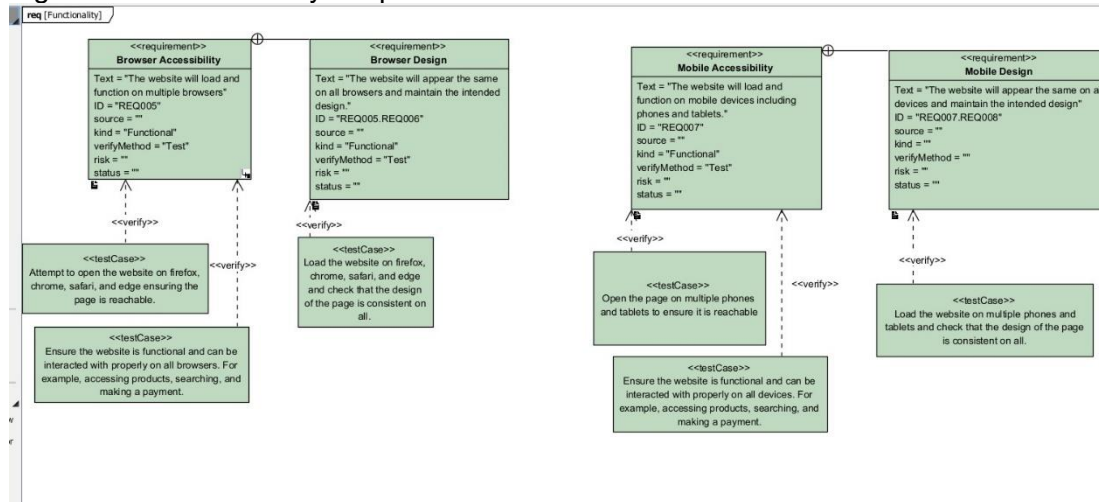 req [Functionality]
<<requirement>>
Browser Accessibility
Text = "The website will load and
function on multiple browsers"
ID = "REQ005"
source = ""
kind = "Functional"
verifyMethod = "Test"
risk = ""
status = ""
<<requirement>>
Browser Design
Text = "The website will appear the same
on all browsers and maintain the intended
design."
ID = "REQ005.REQ006"
source = ""
kind = "Functional"
verifyMethod = "Test"
risk = ""
status = ""
<<verify>>
<<verify>>
<<verify>>
<<testCase>>
Attempt to open the website on firefox,
chrome, safari, and edge ensuring the
page is reachable.
<<testCase>>
Load the website on firefox,
chrome, safari, and edge
and check that the design
of the page is consistent on
all.
<<testCase>>
Ensure the website is functional and can be
interacted with properly on all browsers. For
example, accessing products, searching, and
making a payment.
<<requirement>>
Mobile Accessibility
Text = "The website will load and
function on mobile devices including
phones and tablets."
ID = "REQ007"
source = ""
kind = "Functional"
verifyMethod = "Test"
risk = ""
status = ""
<<requirement>>
Mobile Design
Text = "The website will appear the same on a
devices and maintain the intended design"
ID = "REQ007.REQ008"
source = ""
kind = ""
verifyMethod = ""
risk = ""
status = ""
<<verify>>
<<verify>>
<<verify>>
<<testCase>>
Open the page on multiple phones
and tablets to ensure it is reachable
<<testCase>>
Load the website on multiple phones and
tablets and check that the design of the page
is consistent on all.
<<testCase>>
Ensure the website is functional and can be
interacted with properly on all devices. For
example, accessing products, searching, and
making a payment.